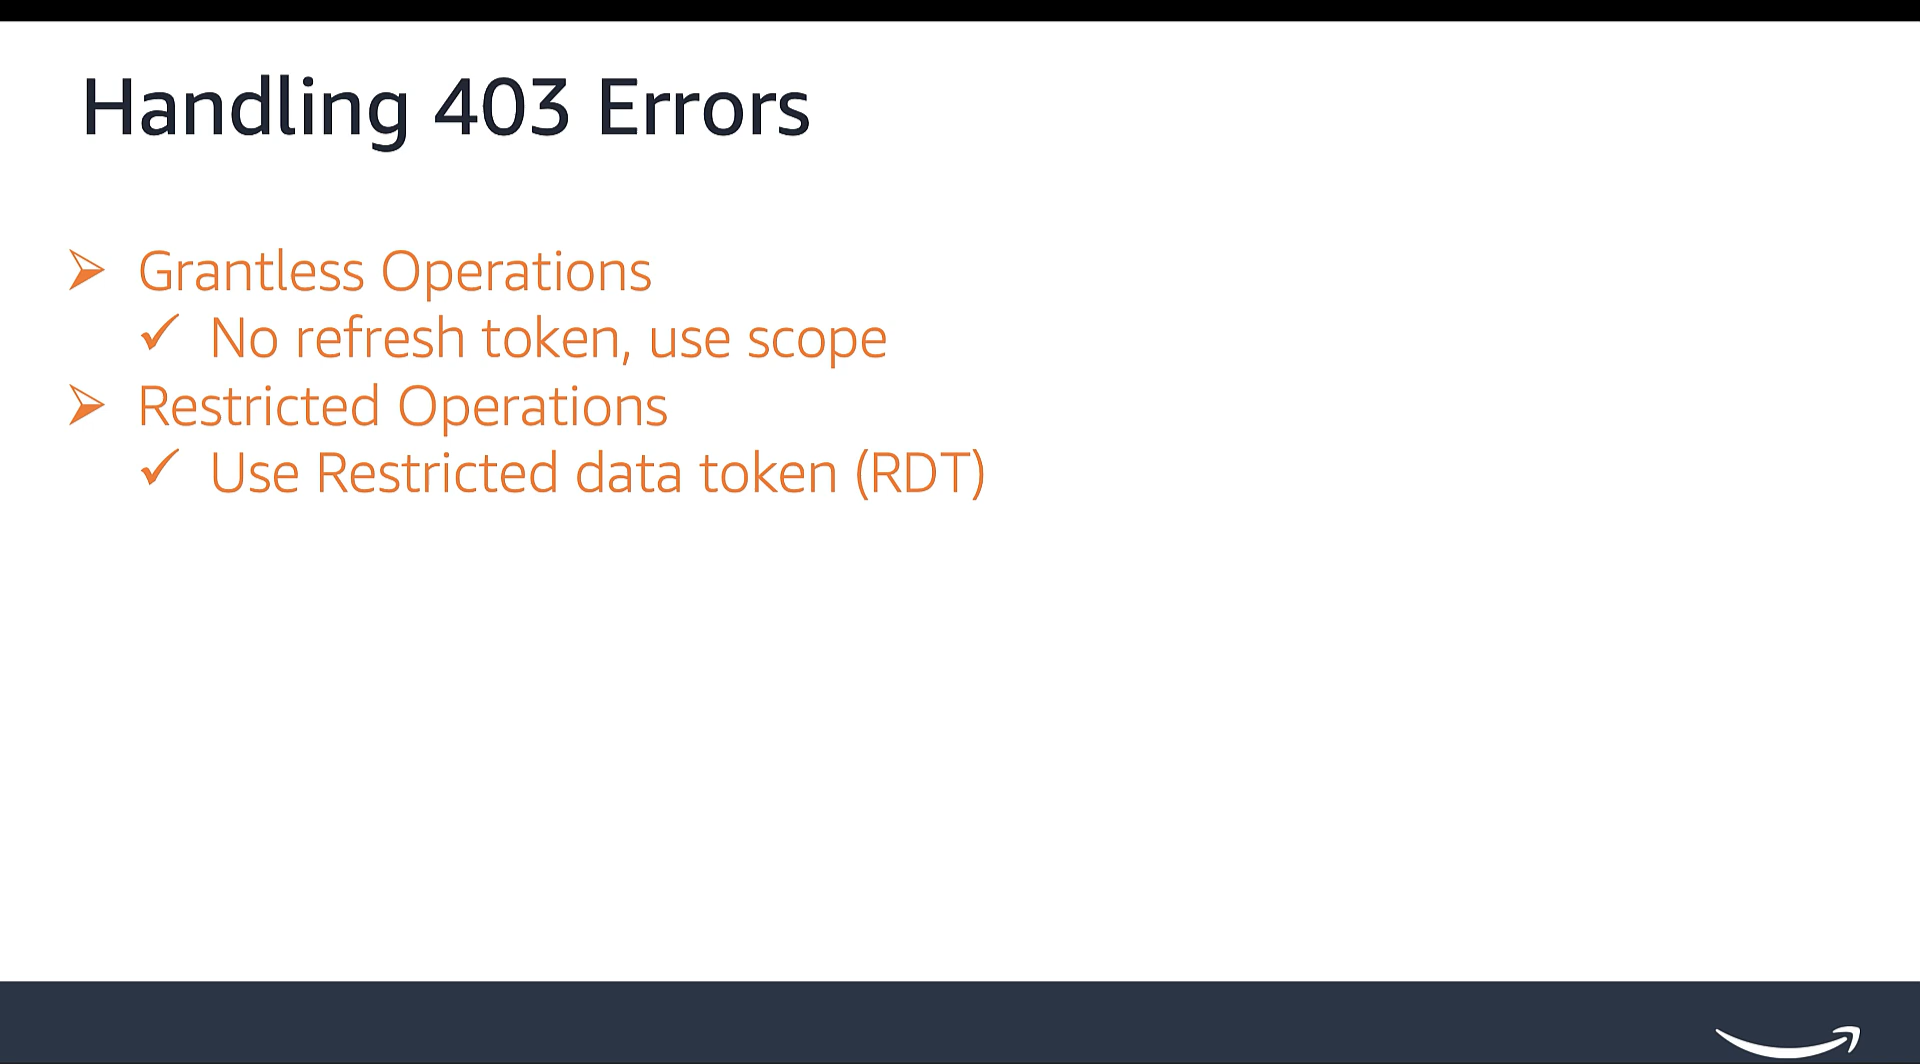 Handling 403 Errors
Grantless Operations
No refresh token, use scope
Restricted Operations
Use Restricted data token (RDT)